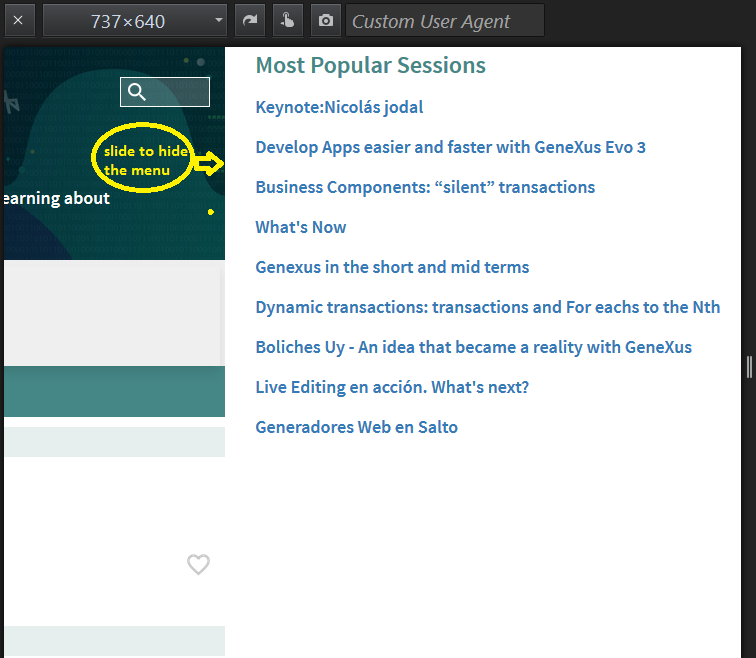 × 737×640 Custom User Agent
Most Popular Sessions
Keynote:Nicolás jodal
slide to hide
the menu
Develop Apps easier and faster with GeneXus Evo 3
Business Components: “silent” transactions
earning about
What's Now
Genexus in the short and mid terms
Dynamic transactions: transactions and For eachs to the Nth
Boliches Uy - An idea that became a reality with GeneXus
Live Editing en acción. What's next?
Generadores Web en Salto